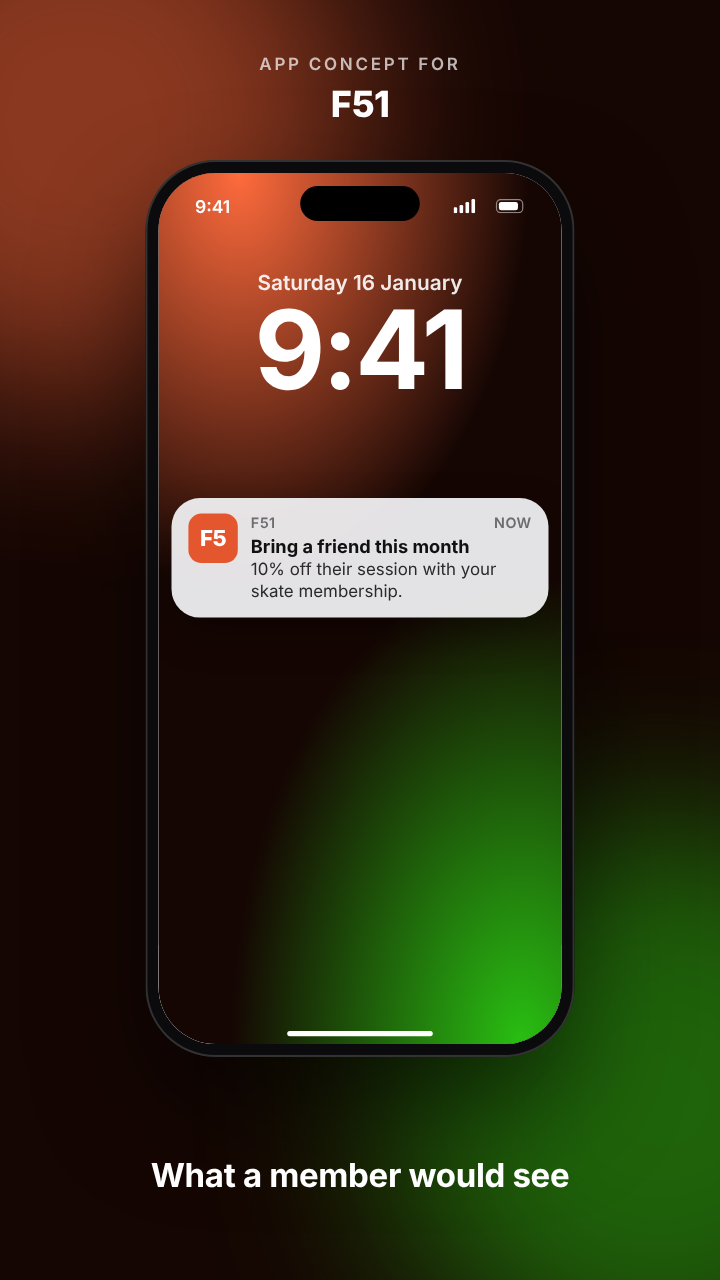 APP CONCEPT FOR
F51
9:41
Saturday 16 January
9:41
F5
F51
NOW
Bring a friend this month
10% off their session with your
skate membership.
What a member would see